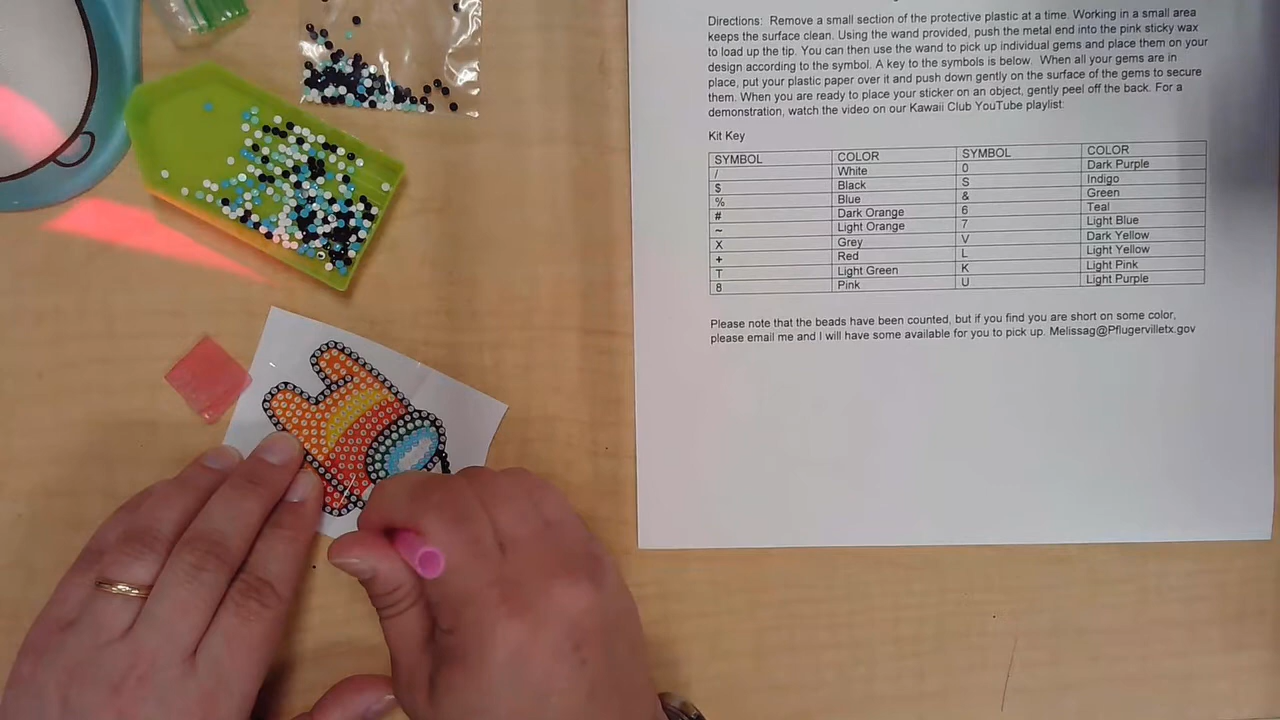 Directions: Remove a small section of the protective plastic at a time. Working in a small area
keeps the surface clean. Using the wand provided, push the metal end into the pink sticky wax
to load up the tip. You can then use the wand to pick up individual gems and place them on your
design according to the symbol. A key to the symbols is below. When all your gems are in
place, put your plastic paper over it and push down gently on the surface of the gems to secure
them. When you are ready to place your sticker on an object, gently peel off the back. For a
demonstration, watch the video on our Kawaii Club YouTube playlist:
Kit Key
SYMBOL COLOR SYMBOL COLOR
/ White 0 Dark Purple
$ Black S Indigo
% Blue & Green
# Dark Orange 6 Teal
~ Light Orange 7 Light Blue
X Grey V Dark Yellow
+ Red L Light Yellow
T Light Green K Light Pink
8 Pink U Light Purple
Please note that the beads have been counted, but if you find you are short on some color,
please email me and I will have some available for you to pick up. Melissag@Pflugervilletx.gov